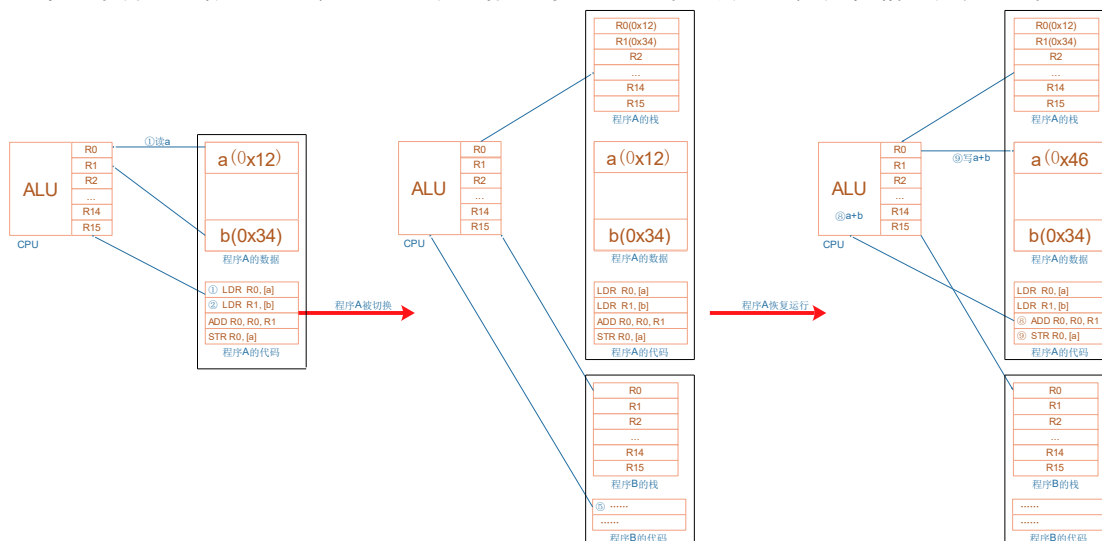 ALU
R0
R1
R2
...
R14
R15
CPU
①读a
a(0x12)
b(0x34)
程序A的数据
① LDR R0, [a]
② LDR R1, [b]
ADD R0, R0, R1
STR R0, [a]
程序A的代码
程序A被切换
ALU
R0
R1
R2
...
R14
R15
CPU
R0(0x12)
R1(0x34)
R2
...
R14
R15
程序A的栈
a(0x12)
b(0x34)
程序A的数据
LDR R0, [a]
LDR R1, [b]
ADD R0, R0, R1
STR R0, [a]
程序A的代码
R0
R1
R2
...
R14
R15
程序B的栈
⑤ ······
······
程序B的代码
程序A恢复运行
ALU
⑧a+b
R0
R1
R2
...
R14
R15
CPU
⑨写a+b
R0(0x12)
R1(0x34)
R2
...
R14
R15
程序A的栈
a(0x46
b(0x34)
程序A的数据
LDR R0, [a]
LDR R1, [b]
⑧ ADD R0, R0, R1
⑨ STR R0, [a]
程序A的代码
R0
R1
R2
...
R14
R15
程序B的栈
······
······
程序B的代码